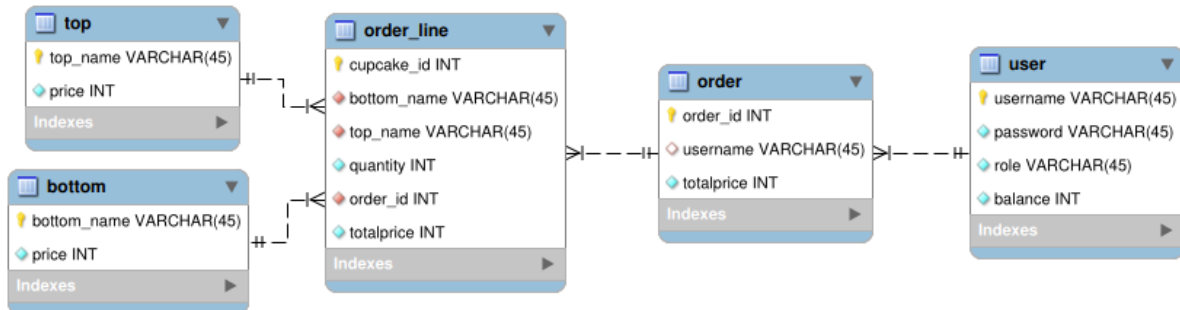 top
top_name VARCHAR(45)
price INT
Indexes
bottom
bottom_name VARCHAR(45)
price INT
Indexes
order_line
cupcake_id INT
bottom_name VARCHAR(45)
top_name VARCHAR(45)
quantity INT
order_id INT
totalprice INT
Indexes
order
order_id INT
username VARCHAR(45)
totalprice INT
Indexes
user
username VARCHAR(45)
password VARCHAR(45)
role VARCHAR(45)
balance INT
Indexes